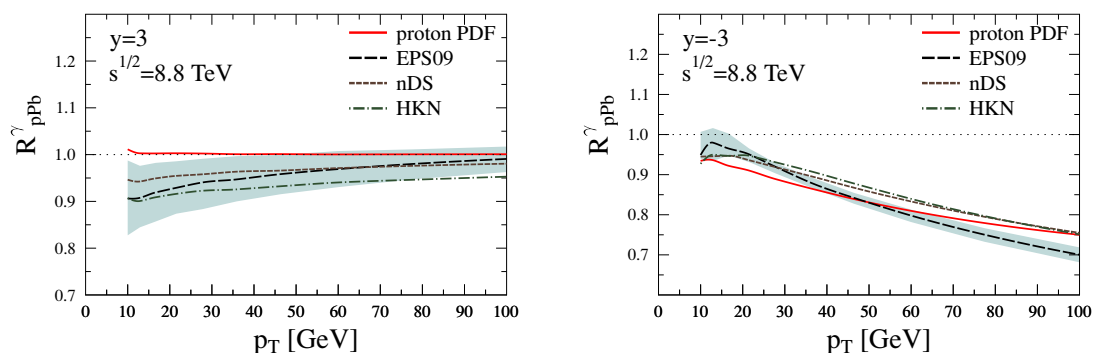 y=3
s^1/2=8.8 TeV
proton PDF
EPS09
nDS
HKN
R^γ_pPb
1.2
1.1
1.0
0.9
0.8
0.7
0 10 20 30 40 50 60 70 80 90 100
p_T [GeV]
y=-3
s^1/2=8.8 TeV
proton PDF
EPS09
nDS
HKN
R^γ_pPb
1.2
1.1
1.0
0.9
0.8
0.7
0.6
0 10 20 30 40 50 60 70 80 90 100
p_T [GeV]